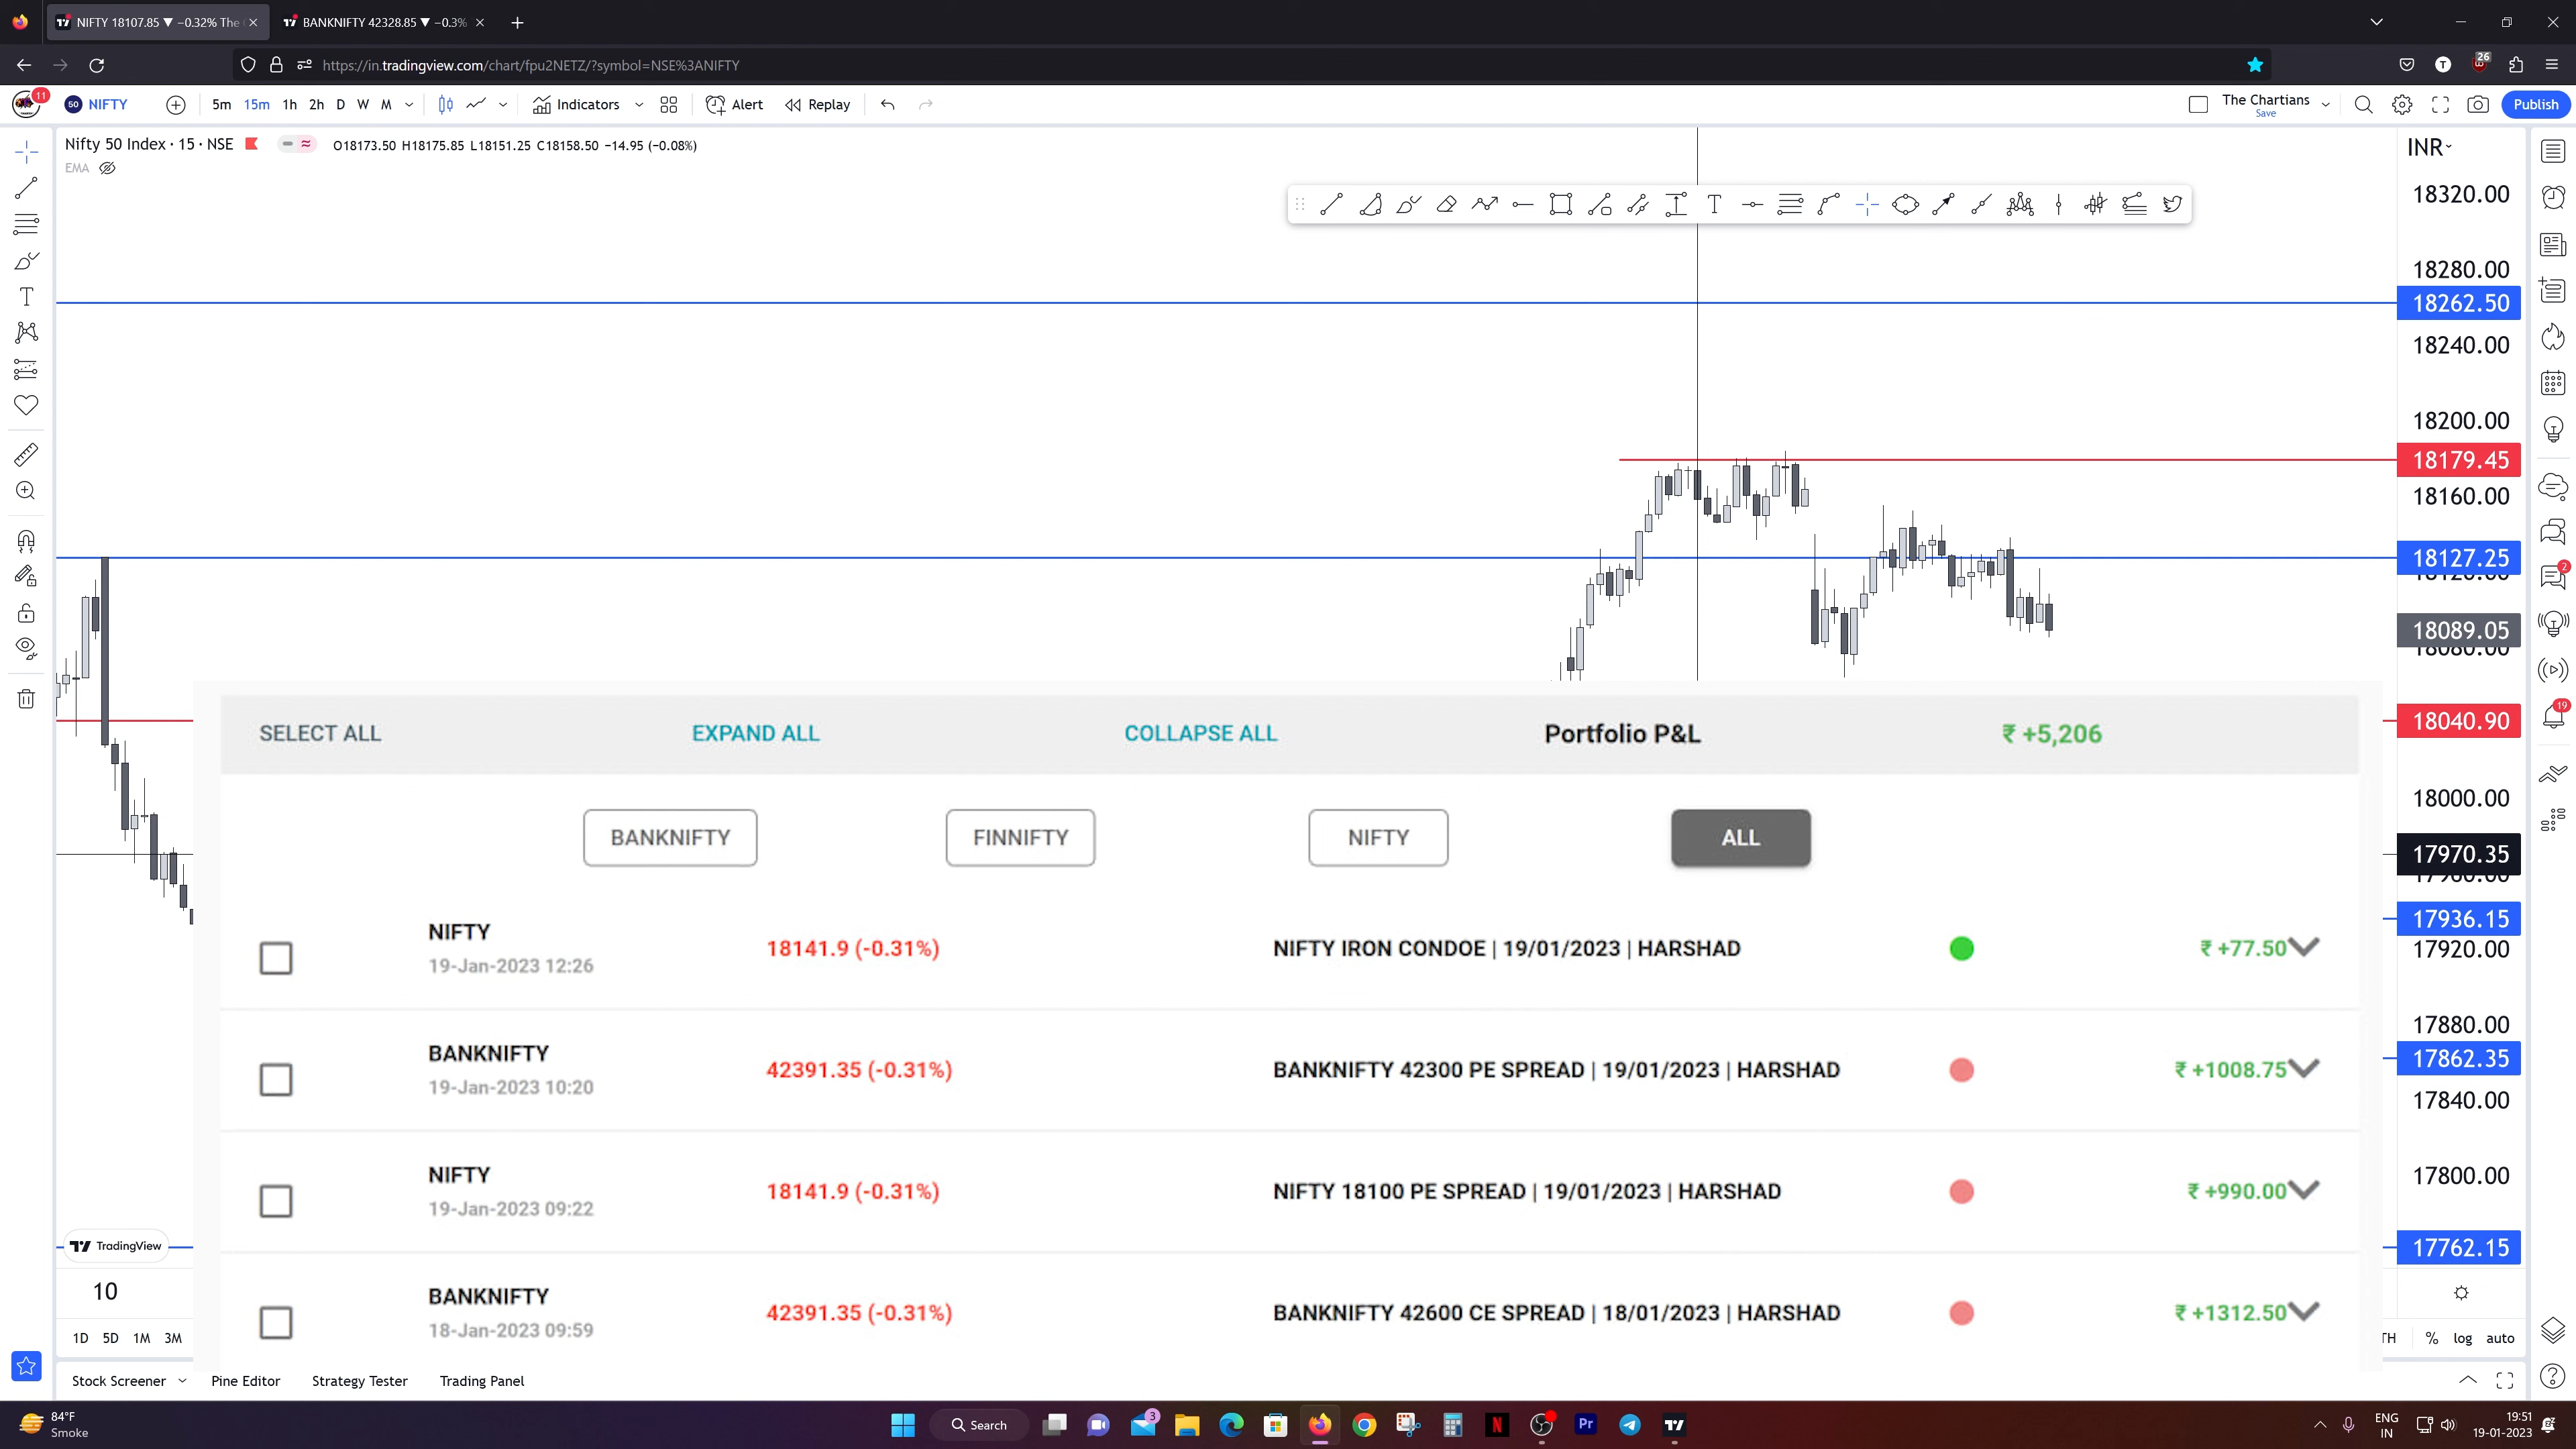 NIFTY 18107.85 ▼ −0.32% The C
BANKNIFTY 42328.85 ▼ −0.3%
https://in.tradingview.com/chart/fpu2NETZ/?symbol=NSE%3ANIFTY
26
11
50 NIFTY
5m 15m 1h 2h D W M
Indicators
Alert
Replay
The Chartians
Save
Publish
Nifty 50 Index · 15 · NSE
O18173.50 H18175.85 L18151.25 C18158.50 −14.95 (−0.08%)
EMA
INR
18320.00
18280.00
18262.50
18240.00
18200.00
18179.45
18160.00
18127.25
18089.05
18040.90
18000.00
17970.35
17936.15
17920.00
17880.00
17862.35
17840.00
17800.00
17762.15
2
19
SELECT ALL
EXPAND ALL
COLLAPSE ALL
Portfolio P&L
₹ +5,206
BANKNIFTY
FINNIFTY
NIFTY
ALL
NIFTY
19-Jan-2023 12:26
18141.9 (-0.31%)
NIFTY IRON CONDOE | 19/01/2023 | HARSHAD
₹ +77.50
BANKNIFTY
19-Jan-2023 10:20
42391.35 (-0.31%)
BANKNIFTY 42300 PE SPREAD | 19/01/2023 | HARSHAD
₹ +1008.75
NIFTY
19-Jan-2023 09:22
18141.9 (-0.31%)
NIFTY 18100 PE SPREAD | 19/01/2023 | HARSHAD
₹ +990.00
BANKNIFTY
18-Jan-2023 09:59
42391.35 (-0.31%)
BANKNIFTY 42600 CE SPREAD | 18/01/2023 | HARSHAD
₹ +1312.50
TradingView
10
1D 5D 1M 3M
TH % log auto
Stock Screener
Pine Editor
Strategy Tester
Trading Panel
84°F
Smoke
Search
3
Pr
ENG
IN
19:51
19-01-2023